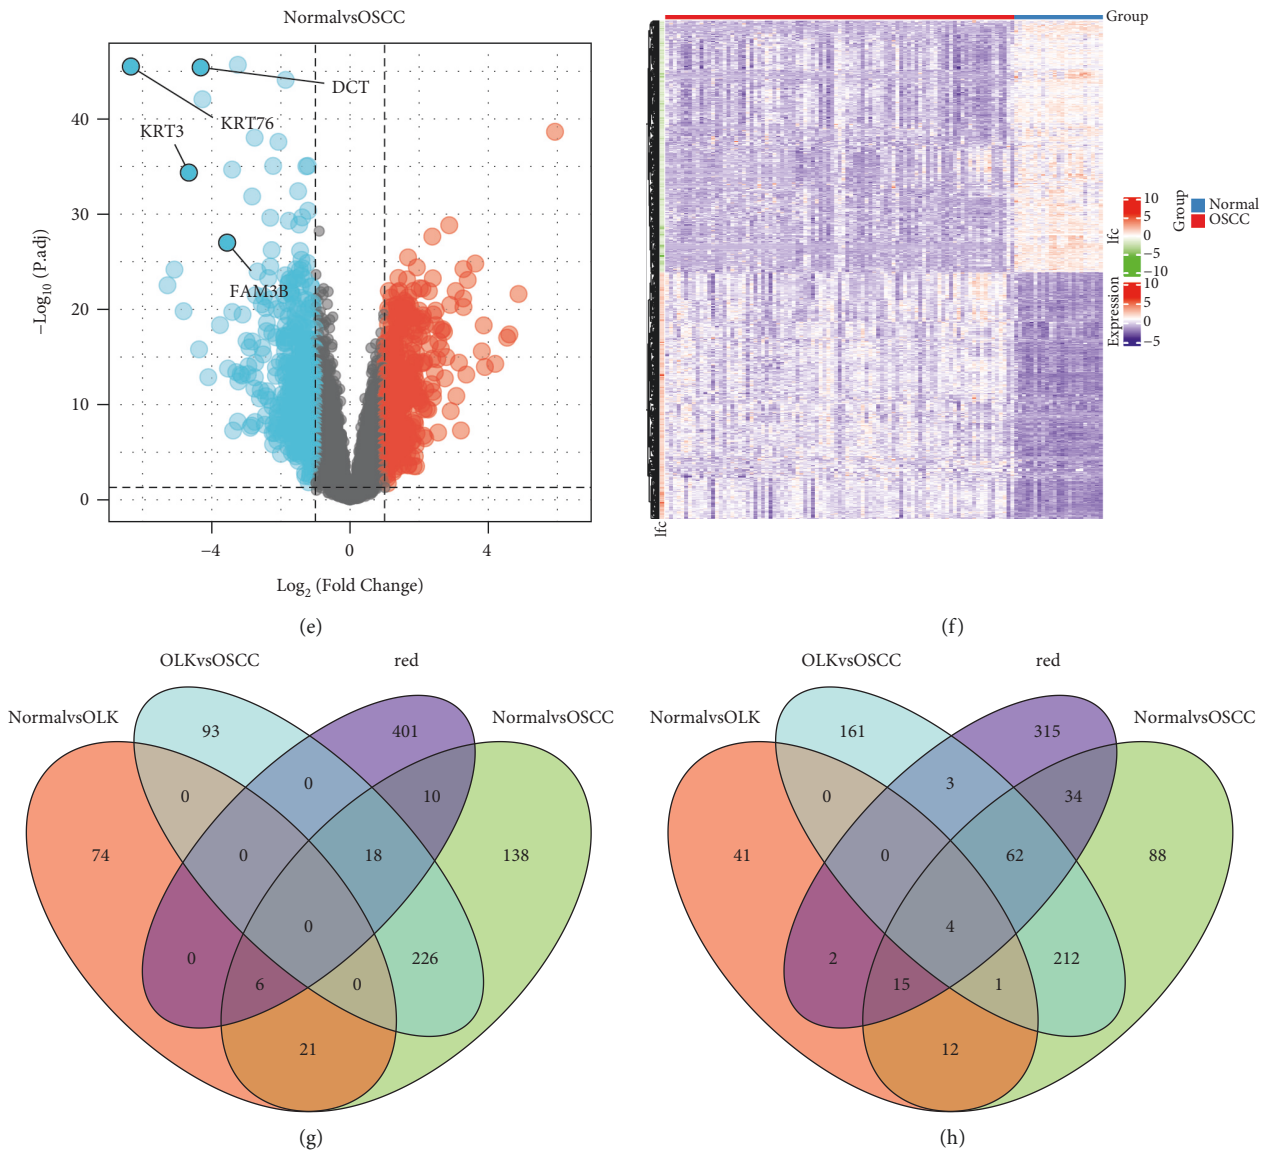 NormalvsOSCC
40
30
20
10
0
−Log10 (P.adj)
DCT
KRT76
KRT3
FAM3B
−4
0
4
Log2 (Fold Change)
(e)
Group
lfc
10
5
0
−5
−10
Expression
10
5
0
−5
Group
Normal
OSCC
lfc
(f)
OLKvsOSCC
red
NormalvsOLK
NormalvsOSCC
93
401
0
0
10
74
0
18
138
0
0
226
6
0
21
(g)
OLKvsOSCC
red
NormalvsOLK
NormalvsOSCC
161
315
3
0
34
41
0
62
88
4
2
212
15
1
12
(h)